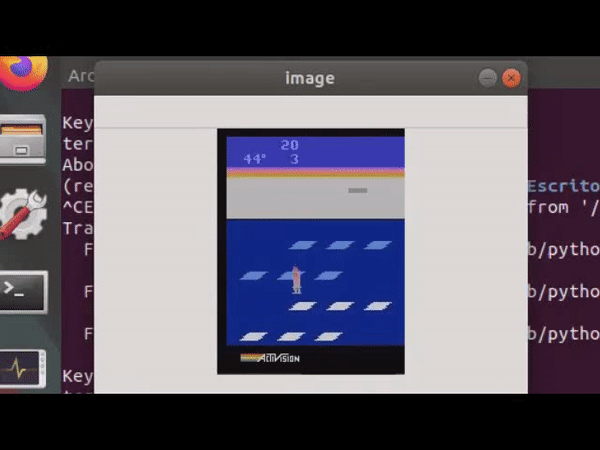 Arc
image
Key
ter
Abo
(re
^CE
Tra
F
F
F
Key
20
44° 3
ACTIVISION
Escrito
from '/
b/pytho
b/pytho
b/pytho
>_